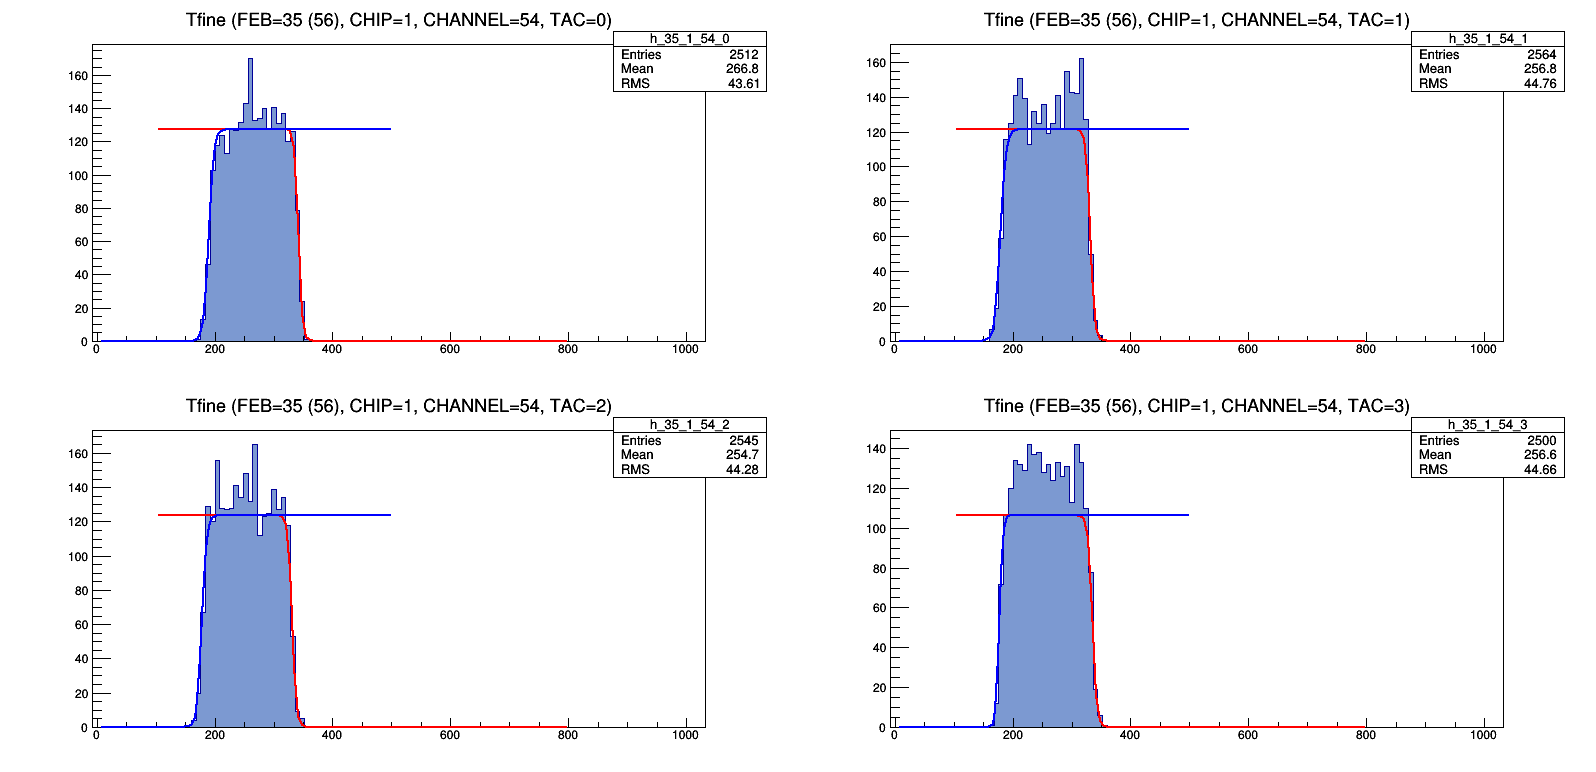 Tfine (FEB=35 (56), CHIP=1, CHANNEL=54, TAC=0)
h_35_1_54_0
Entries 2512
Mean 266.8
RMS 43.61
160
140
120
100
80
60
40
20
0
0 200 400 600 800 1000
Tfine (FEB=35 (56), CHIP=1, CHANNEL=54, TAC=1)
h_35_1_54_1
Entries 2564
Mean 256.8
RMS 44.76
160
140
120
100
80
60
40
20
0
0 200 400 600 800 1000
Tfine (FEB=35 (56), CHIP=1, CHANNEL=54, TAC=2)
h_35_1_54_2
Entries 2545
Mean 254.7
RMS 44.28
160
140
120
100
80
60
40
20
0
0 200 400 600 800 1000
Tfine (FEB=35 (56), CHIP=1, CHANNEL=54, TAC=3)
h_35_1_54_3
Entries 2500
Mean 256.6
RMS 44.66
140
120
100
80
60
40
20
0
0 200 400 600 800 1000